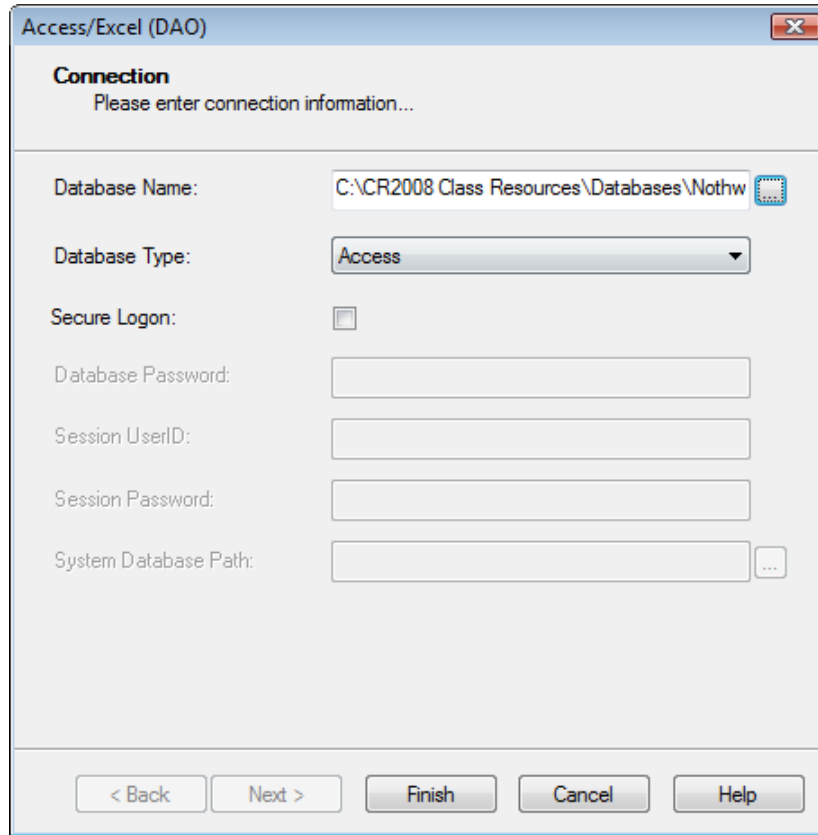 Access/Excel (DAO)
Connection
Please enter connection information...
Database Name: C:\CR2008 Class Resources\Databases\Nothw ...
Database Type: Access
Secure Logon:
Database Password:
Session UserID:
Session Password:
System Database Path: ...
< Back Next > Finish Cancel Help